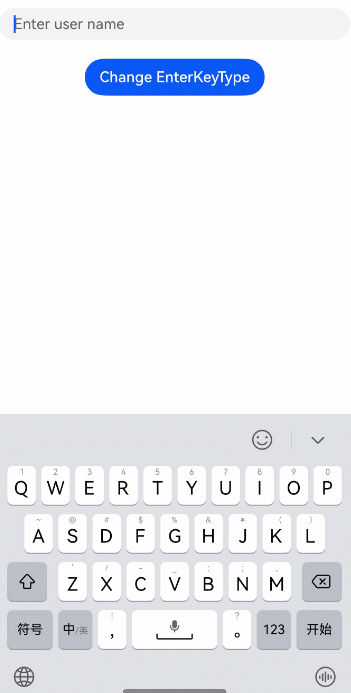 Enter user name
Change EnterKeyType
1 2 3 4 5 6 7 8 9 0
Q W E R T Y U I O P
~ @ # $ % & * ( )
A S D F G H J K L
' / - _ : ; 、
Z X C V B N M
! ?
符号 中/英 , 。 123 开始